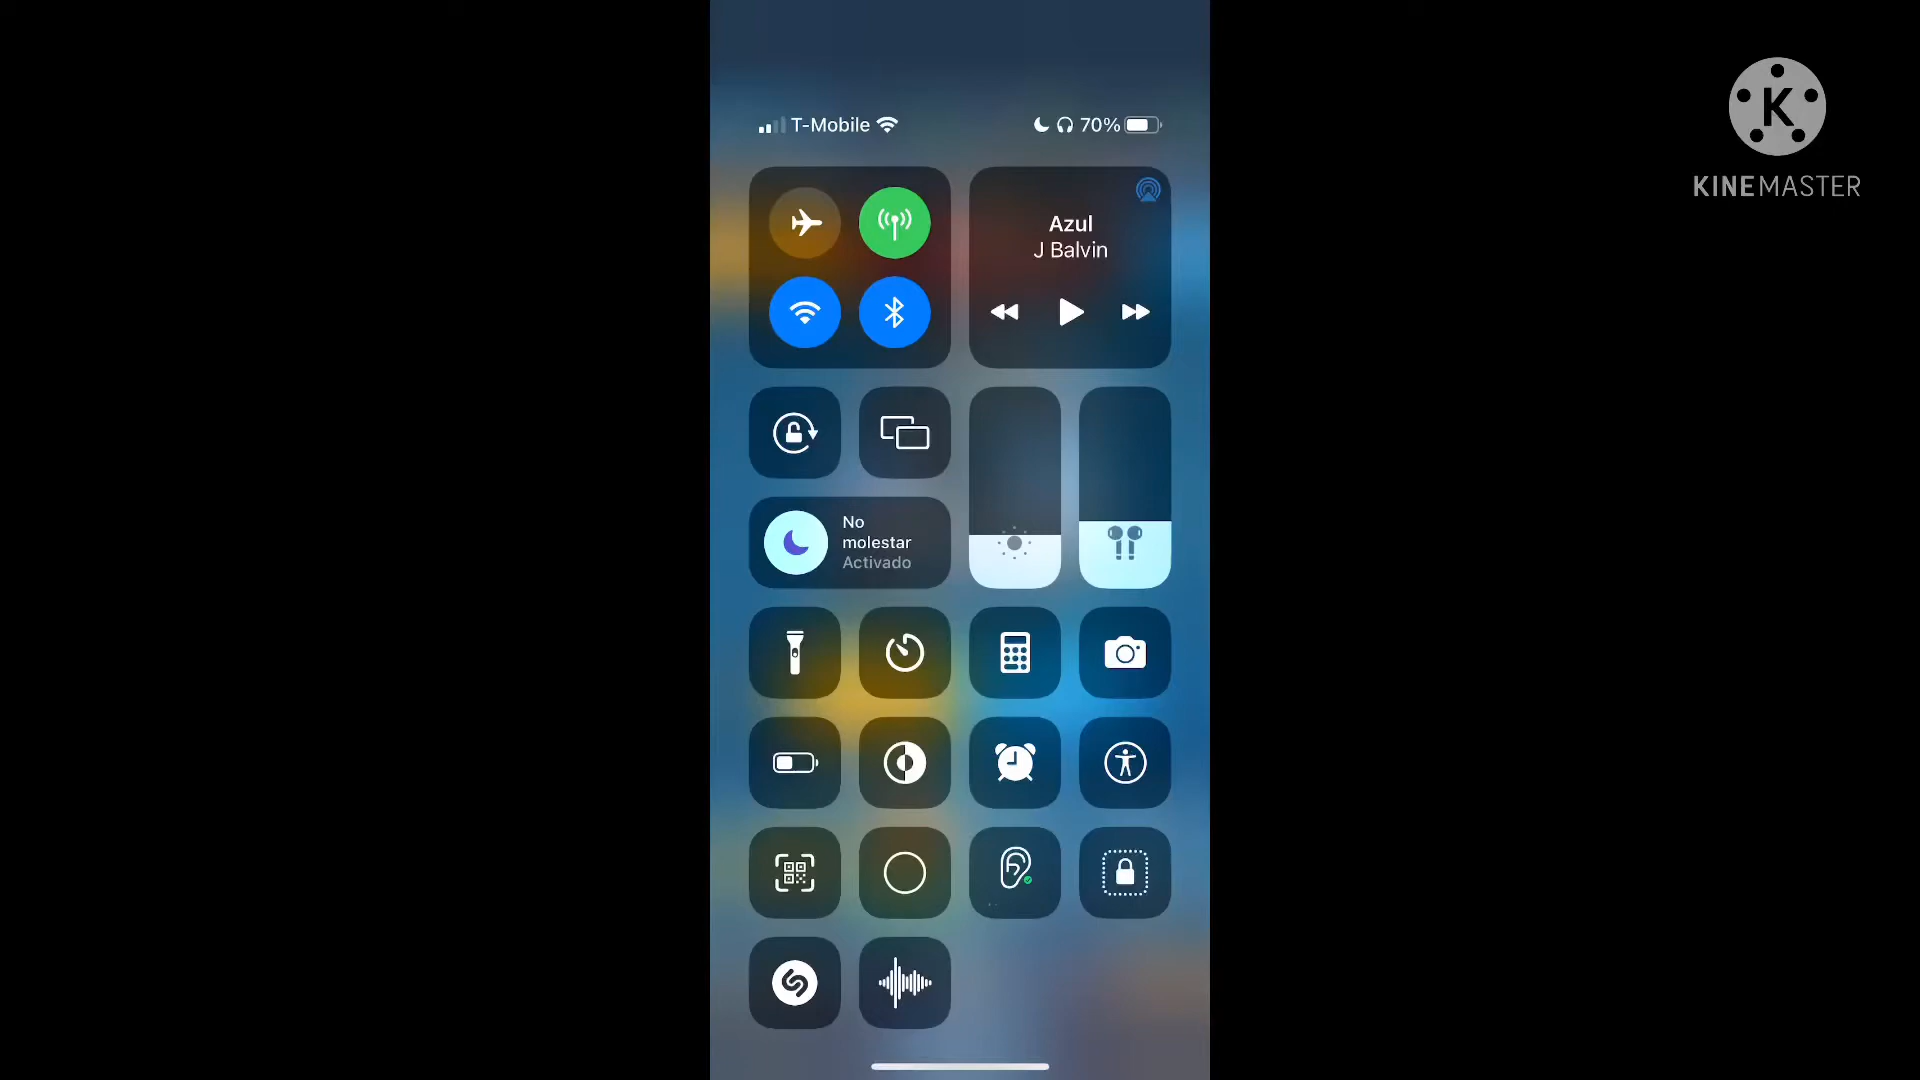 T-Mobile
70%
KINEMASTER
Azul
J Balvin
No
molestar
Activado